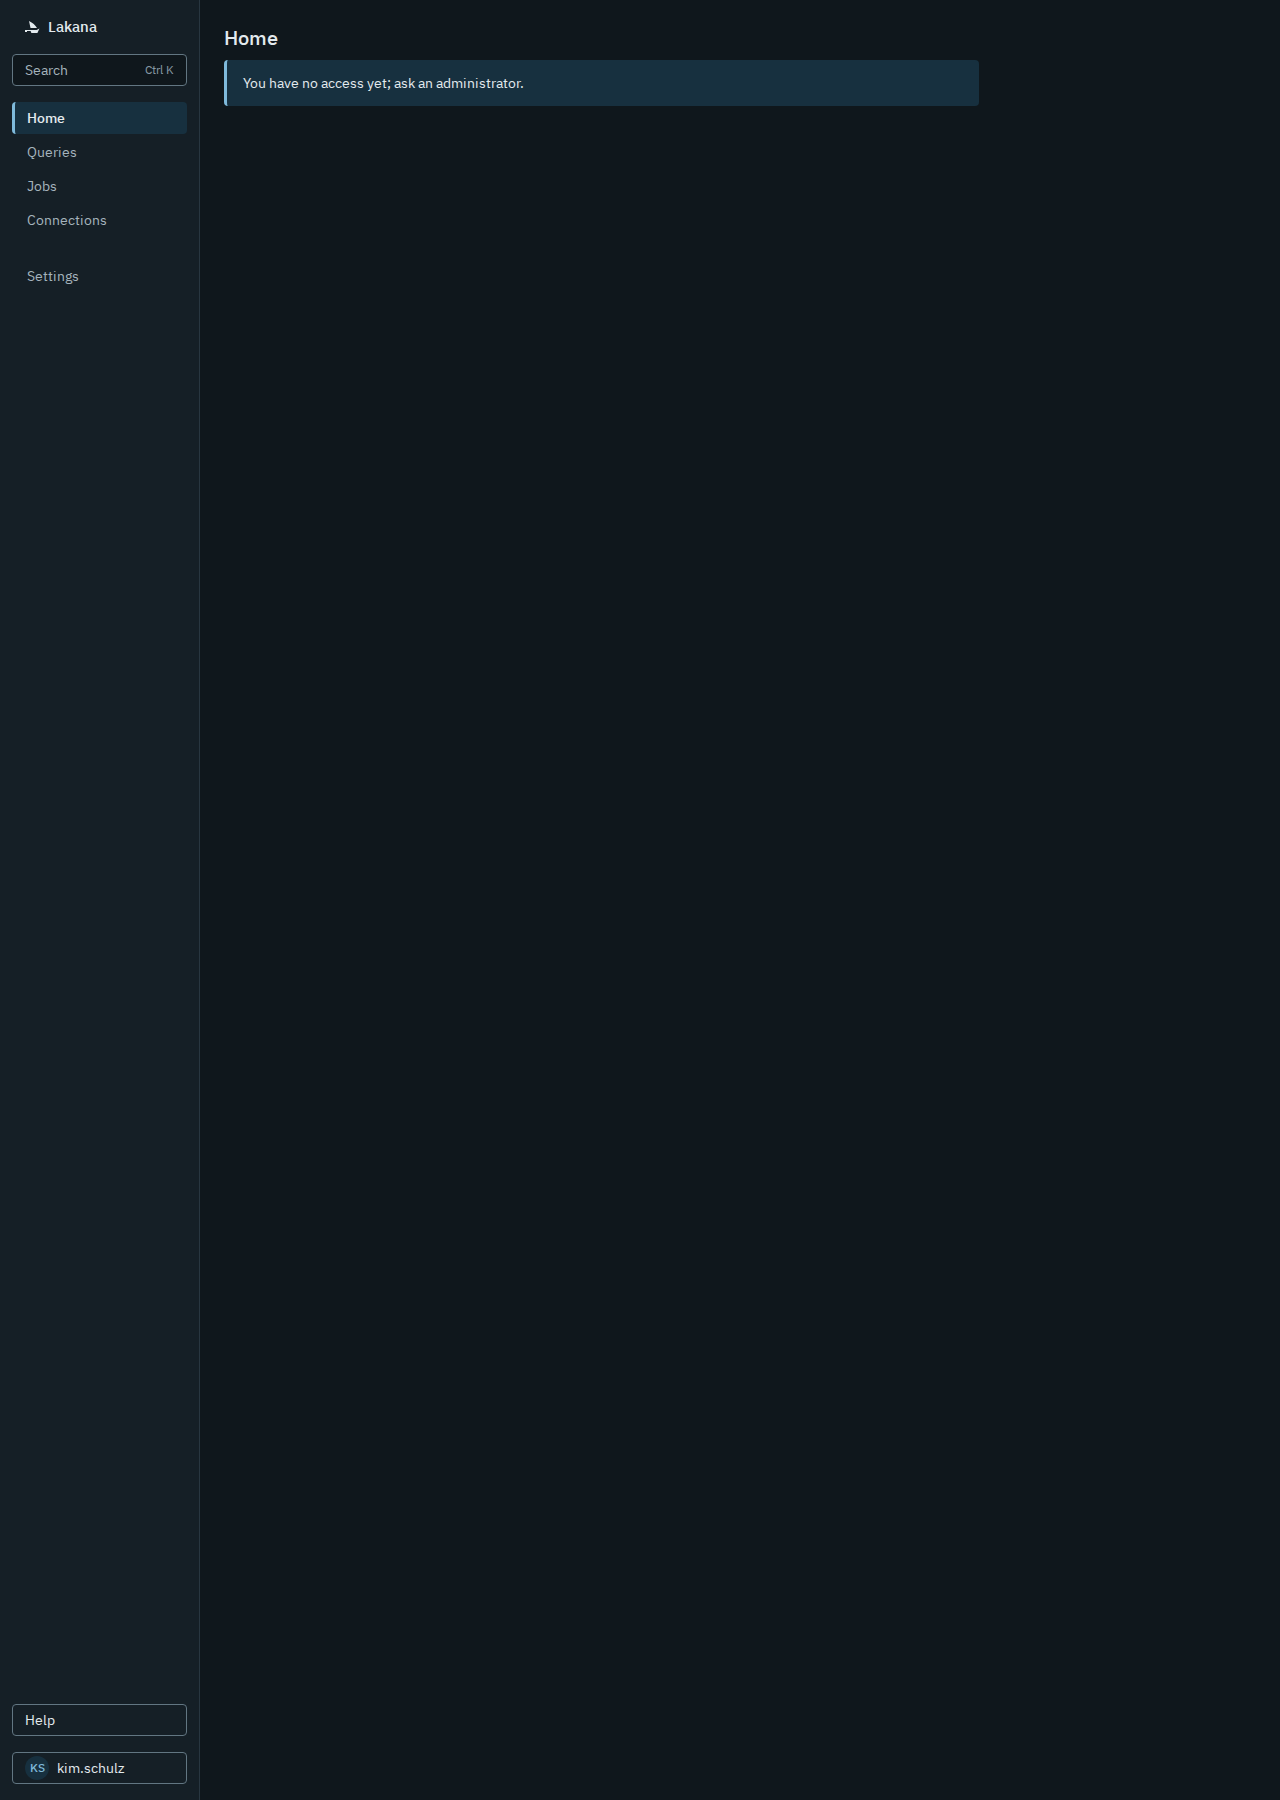 Lakana
Search Ctrl K
Home
Queries
Jobs
Connections
Settings
Help
KS kim.schulz
Home
You have no access yet; ask an administrator.